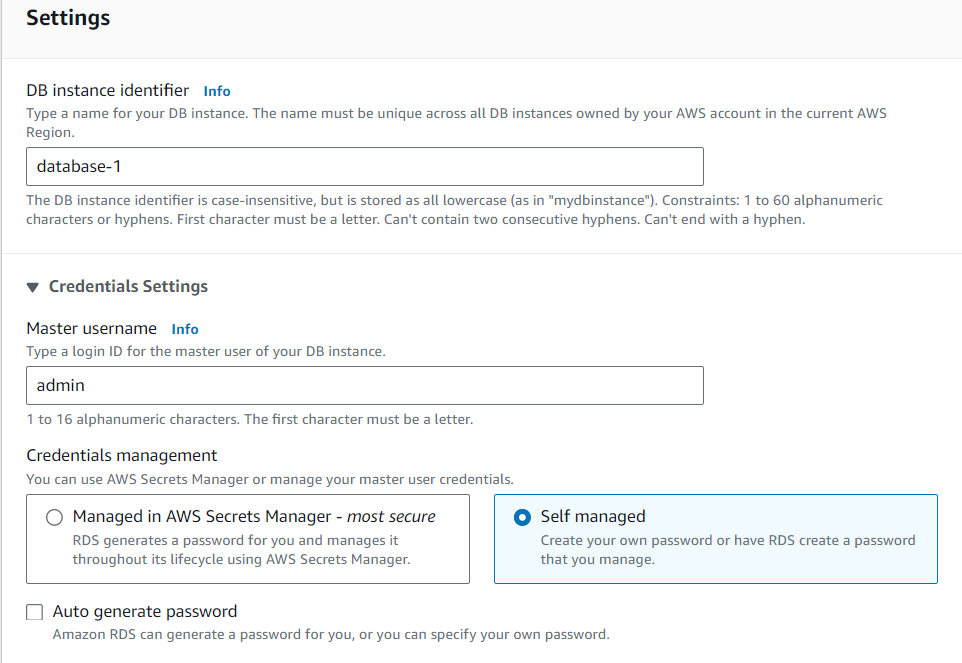 Settings
DB instance identifier Info
Type a name for your DB instance. The name must be unique across all DB instances owned by your AWS account in the current AWS
Region.
database-1
The DB instance identifier is case-insensitive, but is stored as all lowercase (as in "mydbinstance"). Constraints: 1 to 60 alphanumeric
characters or hyphens. First character must be a letter. Can't contain two consecutive hyphens. Can't end with a hyphen.
Credentials Settings
Master username Info
Type a login ID for the master user of your DB instance.
admin
1 to 16 alphanumeric characters. The first character must be a letter.
Credentials management
You can use AWS Secrets Manager or manage your master user credentials.
Managed in AWS Secrets Manager - most secure
RDS generates a password for you and manages it
throughout its lifecycle using AWS Secrets Manager.
Self managed
Create your own password or have RDS create a password
that you manage.
Auto generate password
Amazon RDS can generate a password for you, or you can specify your own password.